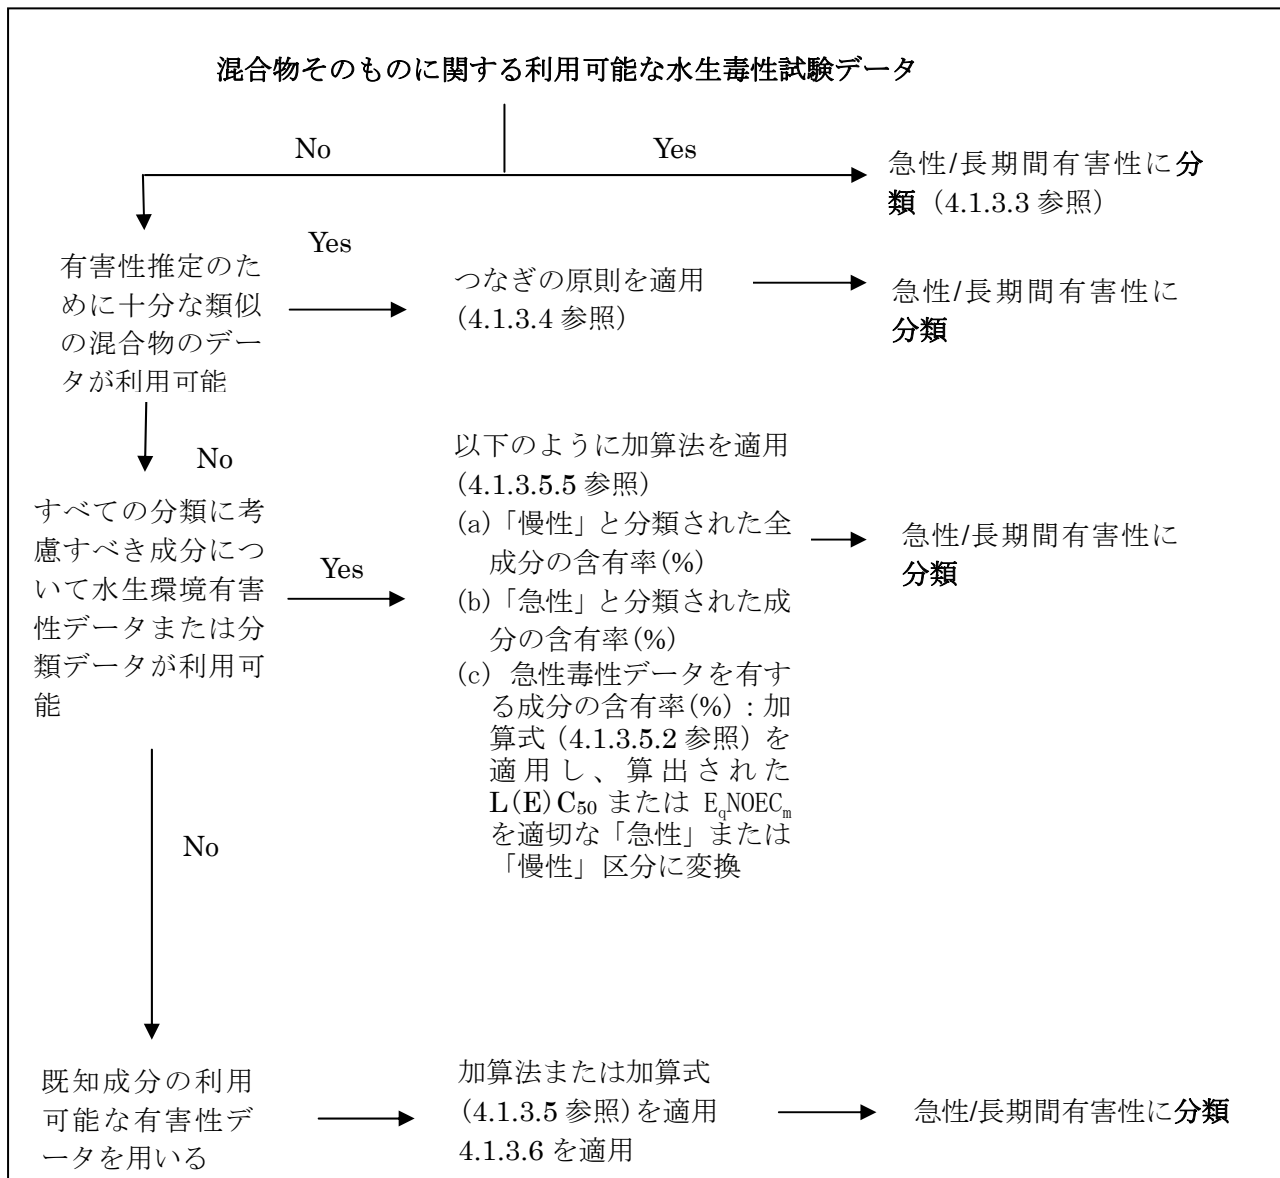 混合物そのものに関する利用可能な水生毒性試験データ
No
Yes
急性/長期間有害性に分
類（4.1.3.3 参照）
有害性推定のた
めに十分な類似
の混合物のデー
タが利用可能
Yes
つなぎの原則を適用
(4.1.3.4 参照）
急性/長期間有害性に
分類
No
すべての分類に考
慮すべき成分につ
いて水生環境有害
性データまたは分
類データが利用可
能
Yes
以下のように加算法を適用
(4.1.3.5.5 参照）
(a)「慢性」と分類された全
成分の含有率(%)
(b)「急性」と分類された成
分の含有率(%)
(c) 急性毒性データを有す
る成分の含有率(%)：加
算式（4.1.3.5.2 参照）を
適用し、算出された
L(E)C₅₀ または EqNOECₘ
を適切な「急性」または
「慢性」区分に変換
急性/長期間有害性に
分類
No
既知成分の利用
可能な有害性デ
ータを用いる
加算法または加算式
(4.1.3.5 参照)を適用
4.1.3.6 を適用
急性/長期間有害性に分類